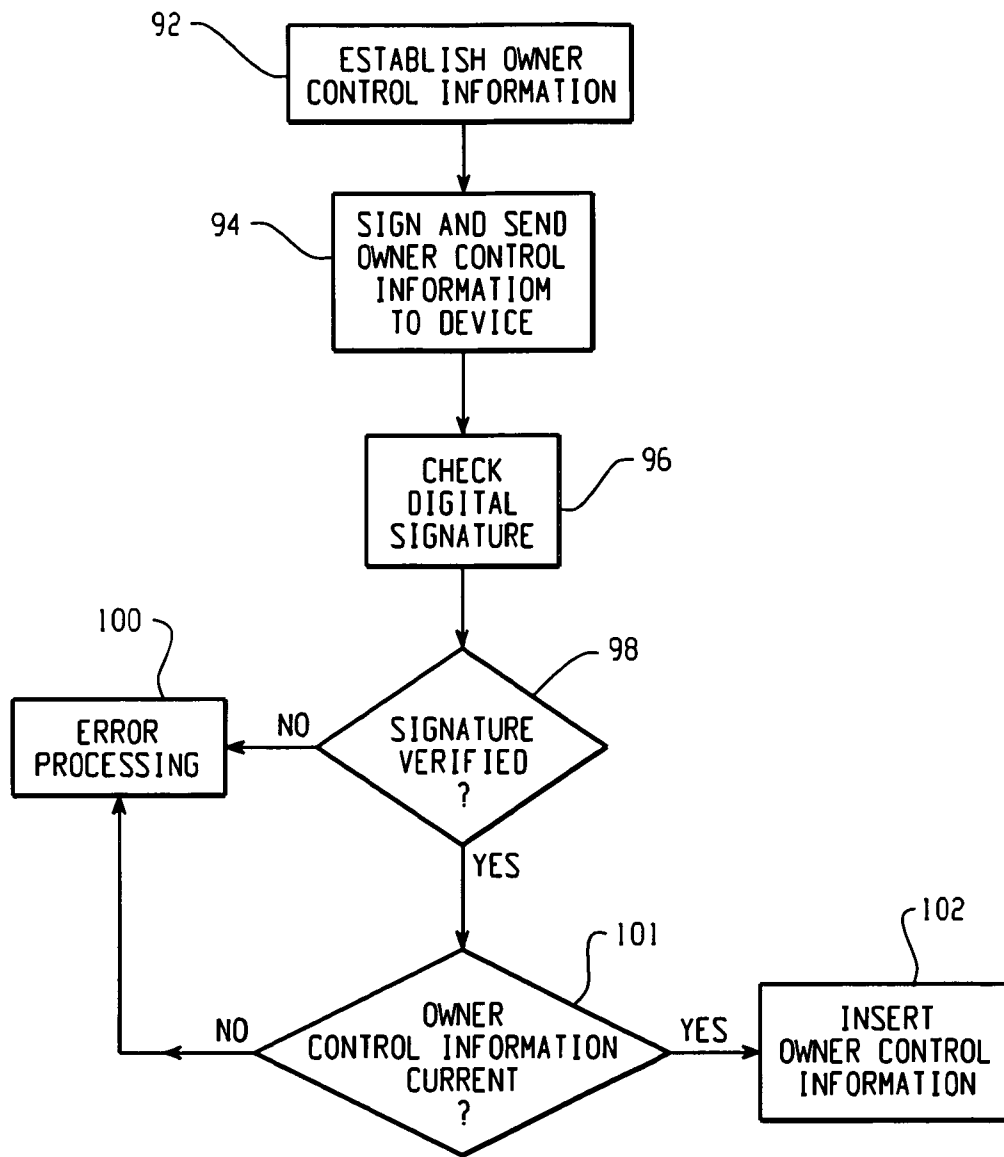 92
ESTABLISH OWNER
CONTROL INFORMATION
94
SIGN AND SEND
OWNER CONTROL
INFORMATIOM
TO DEVICE
CHECK
DIGITAL
SIGNATURE
96
100
98
ERROR
PROCESSING
NO
SIGNATURE
VERIFIED
?
YES
101
102
NO
OWNER
CONTROL INFORMATION
CURRENT
?
YES
INSERT
OWNER CONTROL
INFORMATION